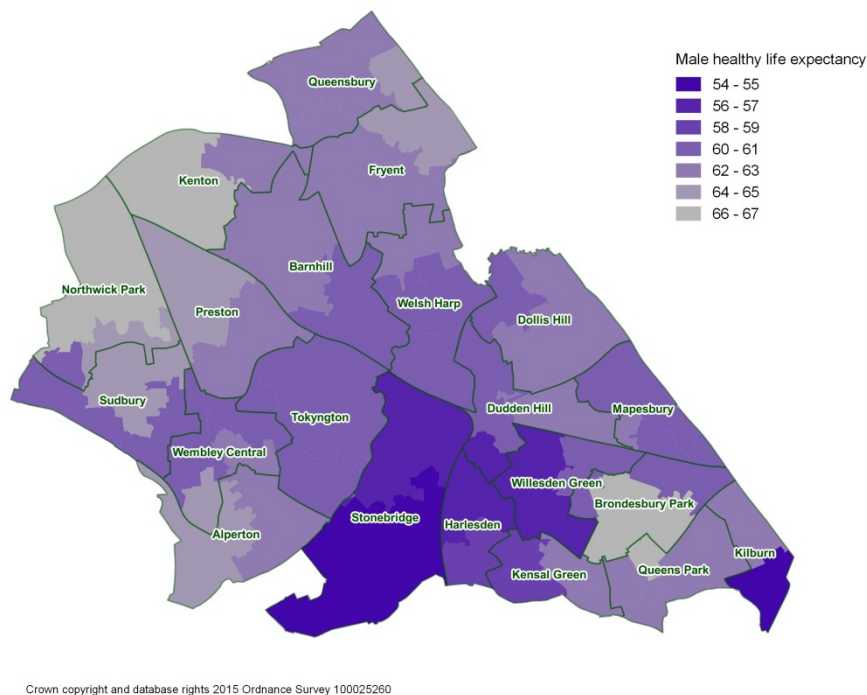 Male healthy life expectancy
54 - 55
56 - 57
58 - 59
60 - 61
62 - 63
64 - 65
66 - 67
Queensbury
Kenton
Fryent
Barnhill
Northwick Park
Preston
Welsh Harp
Dollis Hill
Sudbury
Tokyngton
Dudden Hill
Mapesbury
Wembley Central
Willesden Green
Brondesbury Park
Stonebridge
Harlesden
Alperton
Kensal Green
Queens Park
Kilburn
Crown copyright and database rights 2015 Ordnance Survey 100025260